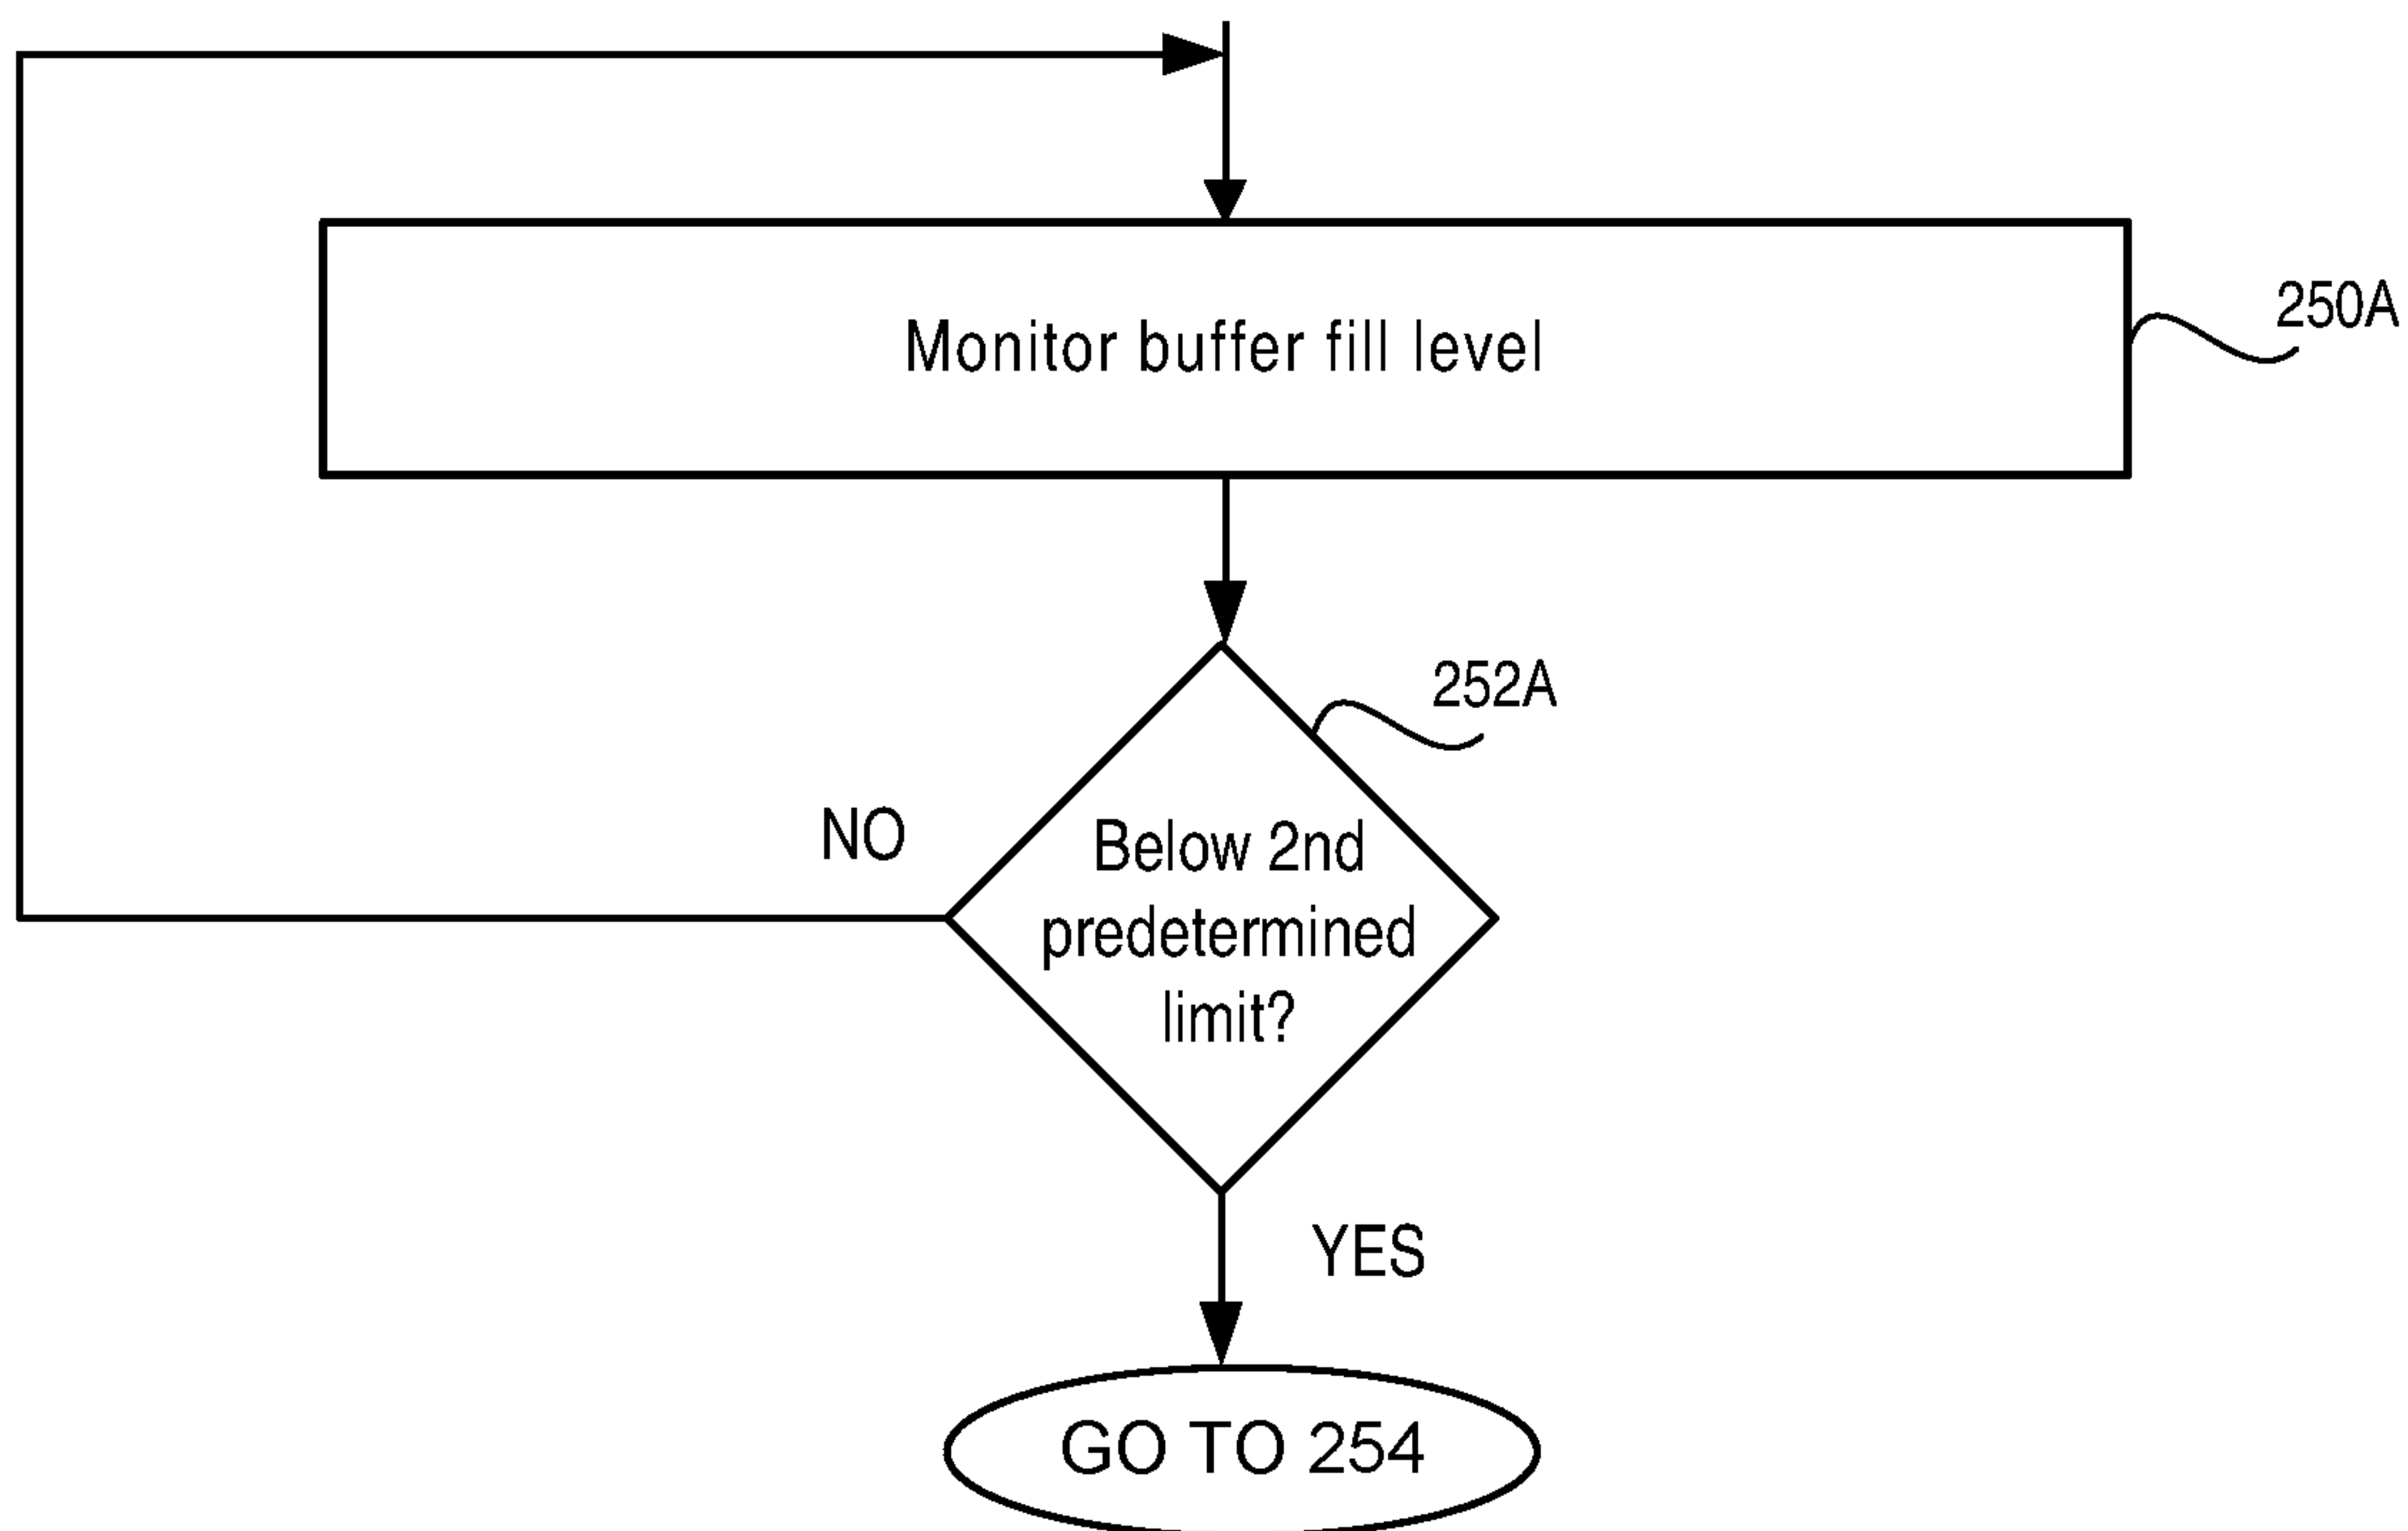 Monitor buffer fill level
250A
252A
NO
Below 2nd
predetermined
limit?
YES
GO TO 254